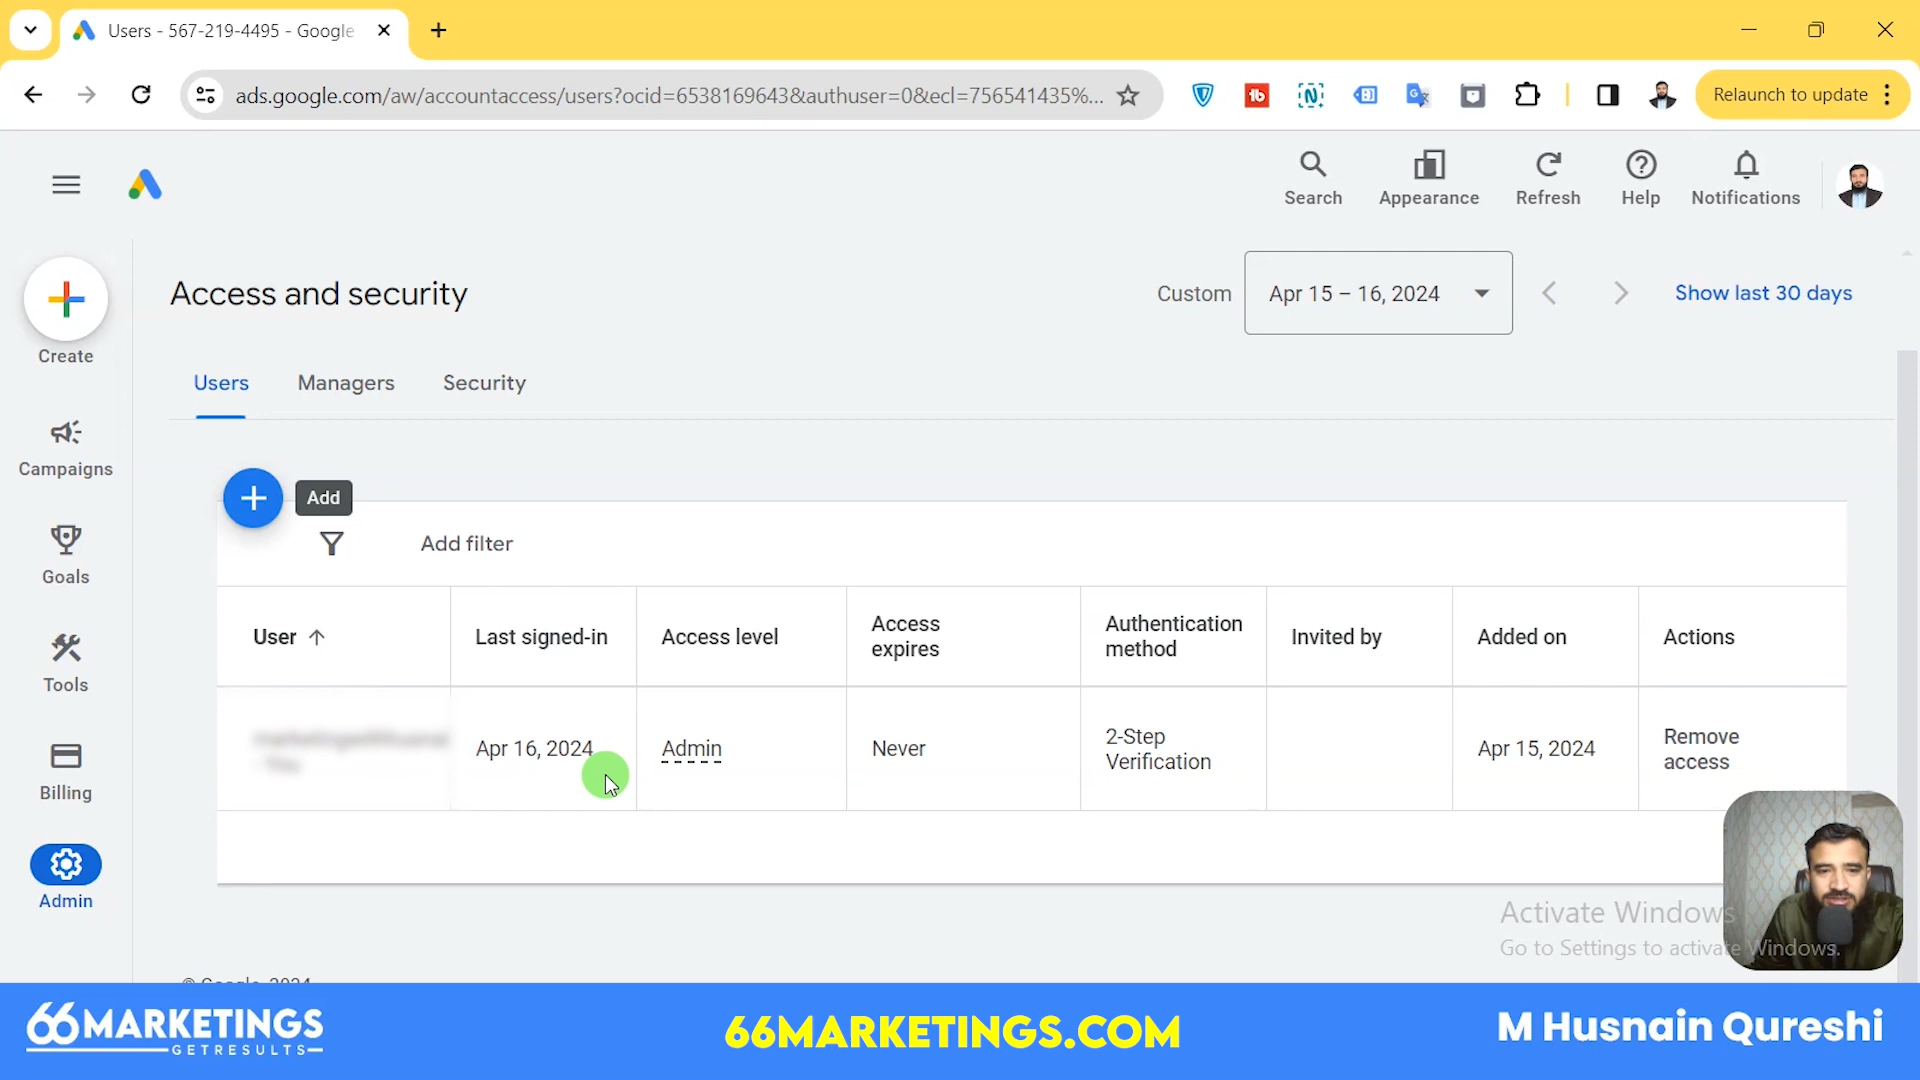 Users - 567-219-4495 - Google
ads.google.com/aw/accountaccess/users?ocid=6538169643&authuser=0&ecl=756541435%...
Relaunch to update
Search
Appearance
Refresh
Help
Notifications
Create
Campaigns
Goals
Tools
Billing
Admin
Access and security
Custom
Apr 15 – 16, 2024
Show last 30 days
Users
Managers
Security
Add
Add filter
User
Last signed-in
Access level
Access
expires
Authentication
method
Invited by
Added on
Actions
Apr 16, 2024
Admin
Never
2-Step
Verification
Apr 15, 2024
Remove
access
Activate Windows
Go to Settings to activate Windows.
© Google, 2024
66MARKETINGS
GETRESULTS
66MARKETINGS.COM
M Husnain Qureshi